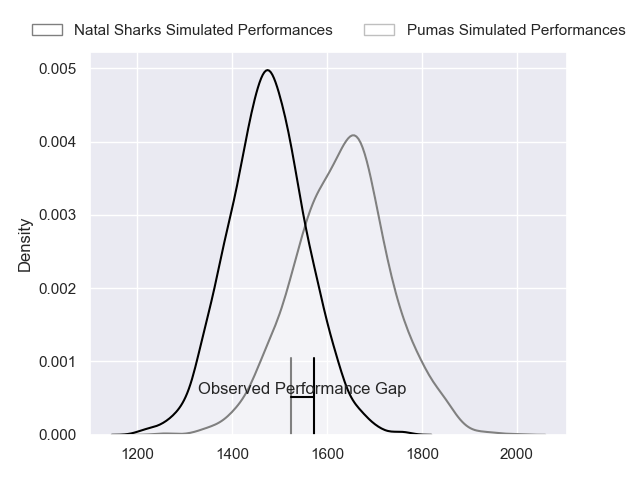 Natal Sharks Simulated Performances
Pumas Simulated Performances
0.005
0.004
0.003
0.002
0.001
0.000
Density
Observed Performance Gap
1200
1400
1600
1800
2000